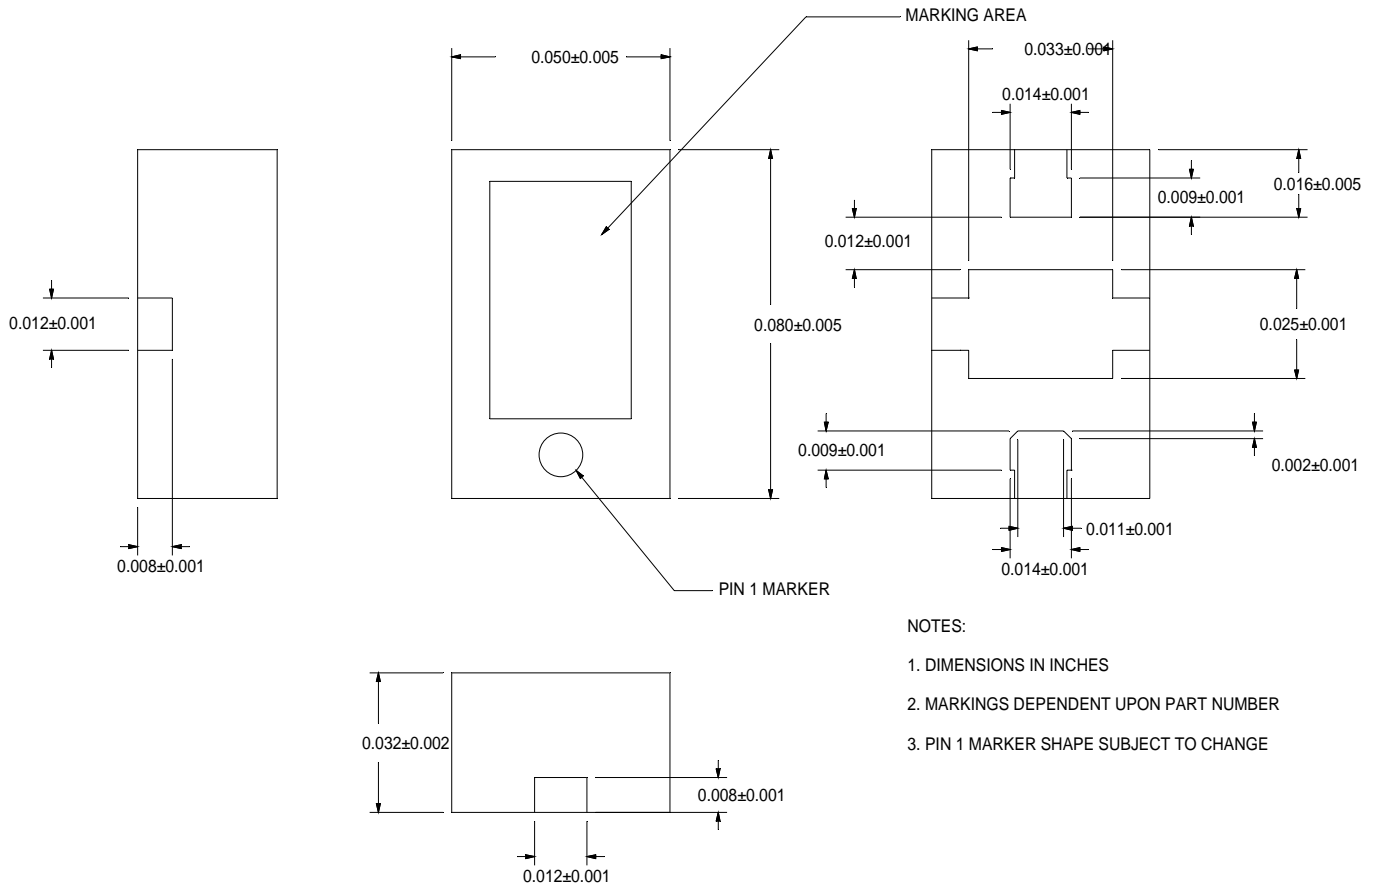 MARKING AREA
0.050±0.005
0.033±0.001
0.014±0.001
0.016±0.005
0.009±0.001
0.012±0.001
0.012±0.001
0.080±0.005
0.025±0.001
0.009±0.001
0.002±0.001
0.011±0.001
0.008±0.001
0.014±0.001
PIN 1 MARKER
NOTES:
1. DIMENSIONS IN INCHES
2. MARKINGS DEPENDENT UPON PART NUMBER
3. PIN 1 MARKER SHAPE SUBJECT TO CHANGE
0.032±0.002
0.008±0.001
0.012±0.001